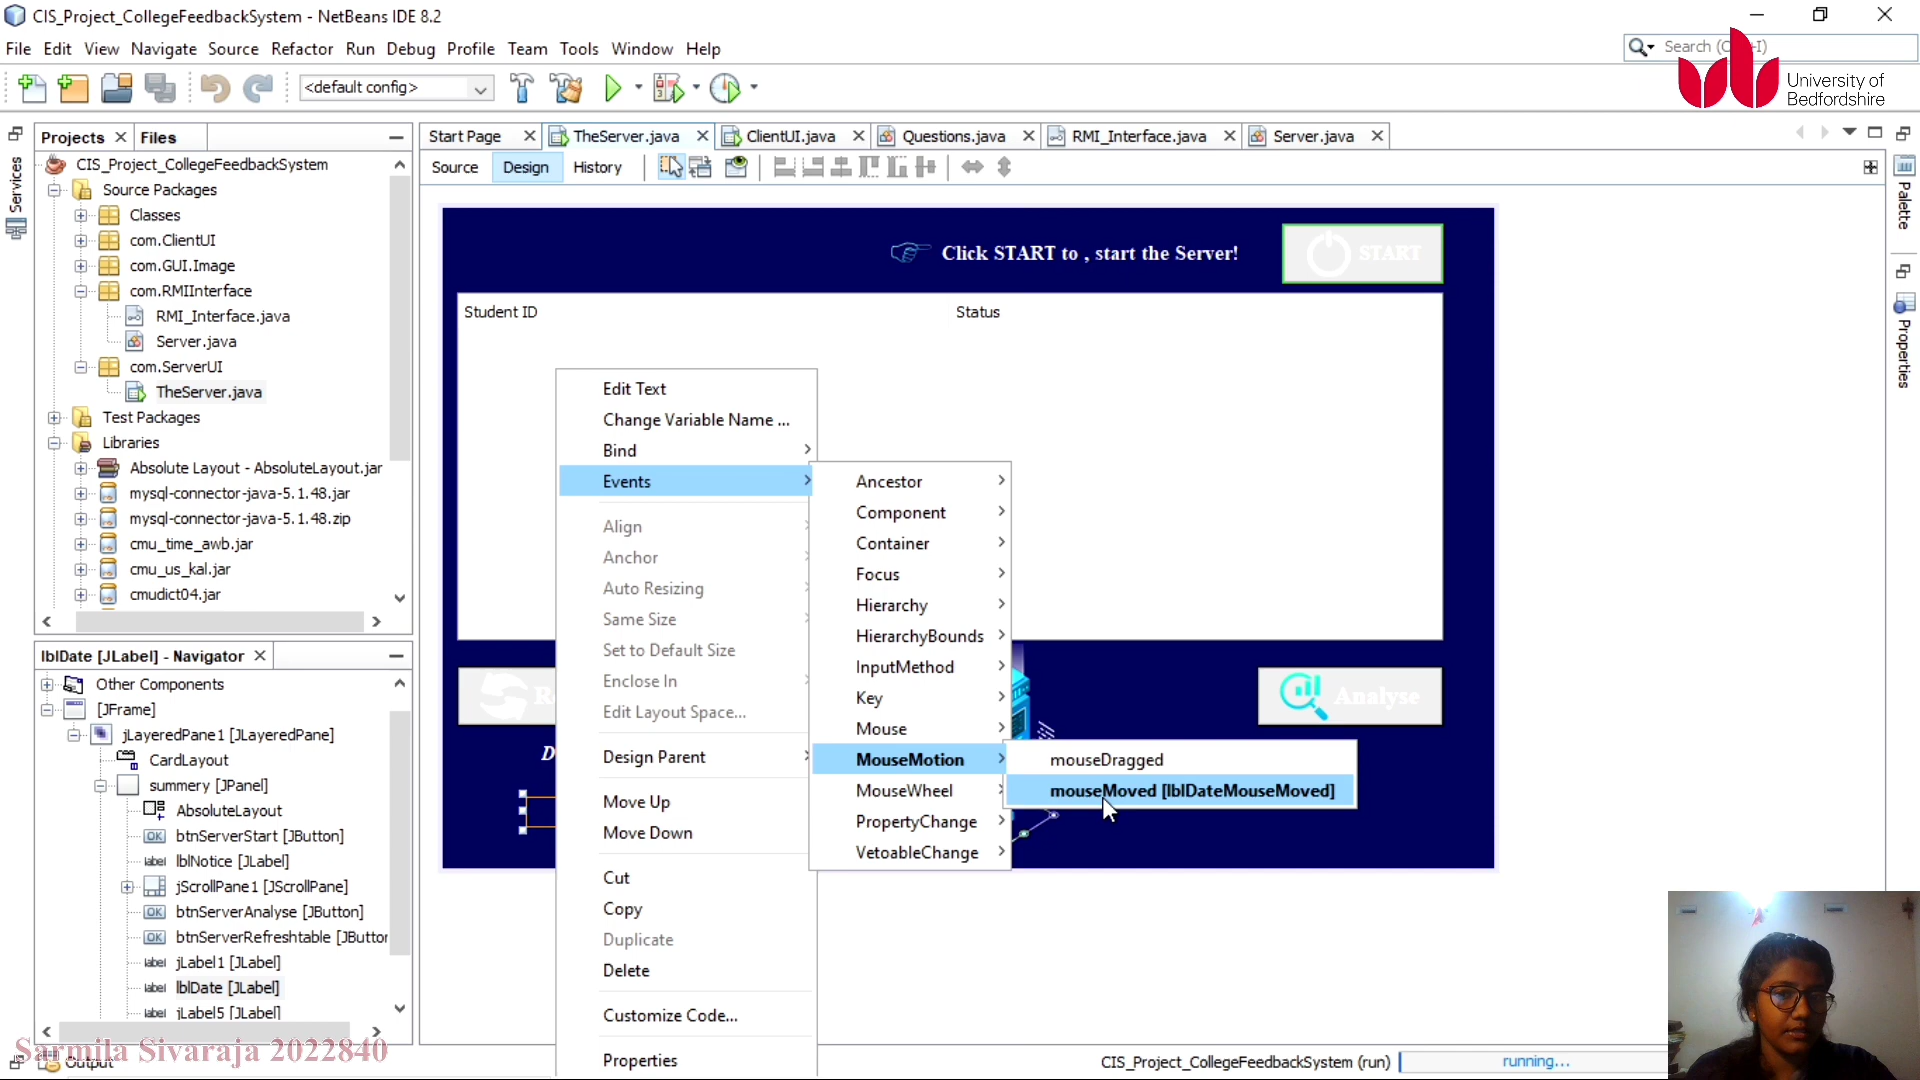 CIS_Project_CollegeFeedbackSystem - NetBeans IDE 8.2
File Edit View Navigate Source Refactor Run Debug Profile Team Tools Window Help
<default config>
University of
Bedfordshire
Projects
Files
Start Page
TheServer.java
ClientUI.java
Questions.java
RMI_Interface.java
Server.java
Source
Design
History
Services
Palette
Properties
CIS_Project_CollegeFeedbackSystem
Source Packages
Classes
com.ClientUI
com.GUI.Image
com.RMIInterface
RMI_Interface.java
Server.java
com.ServerUI
TheServer.java
Test Packages
Libraries
Absolute Layout - AbsoluteLayout.jar
mysql-connector-java-5.1.48.jar
mysql-connector-java-5.1.48.zip
cmu_time_awb.jar
cmu_us_kal.jar
cmudict04.jar
Click START to , start the Server!
START
Student ID
Status
Edit Text
Change Variable Name ...
Bind
Events
Align
Anchor
Auto Resizing
Same Size
Set to Default Size
Enclose In
Edit Layout Space...
Design Parent
Move Up
Move Down
Cut
Copy
Duplicate
Delete
Customize Code...
Properties
Ancestor
Component
Container
Focus
Hierarchy
HierarchyBounds
InputMethod
Key
Mouse
MouseMotion
MouseWheel
PropertyChange
VetoableChange
mouseDragged
mouseMoved [lblDateMouseMoved]
Analyse
lblDate [JLabel] - Navigator
Other Components
[JFrame]
jLayeredPane1 [JLayeredPane]
CardLayout
summery [JPanel]
AbsoluteLayout
btnServerStart [JButton]
lblNotice [JLabel]
jScrollPane1 [JScrollPane]
btnServerAnalyse [JButton]
btnServerRefreshtable [JButtor
jLabel1 [JLabel]
lblDate [JLabel]
jLabel5 [JLabel]
Sarmila Sivaraja 2022840
Output
CIS_Project_CollegeFeedbackSystem (run)
running...